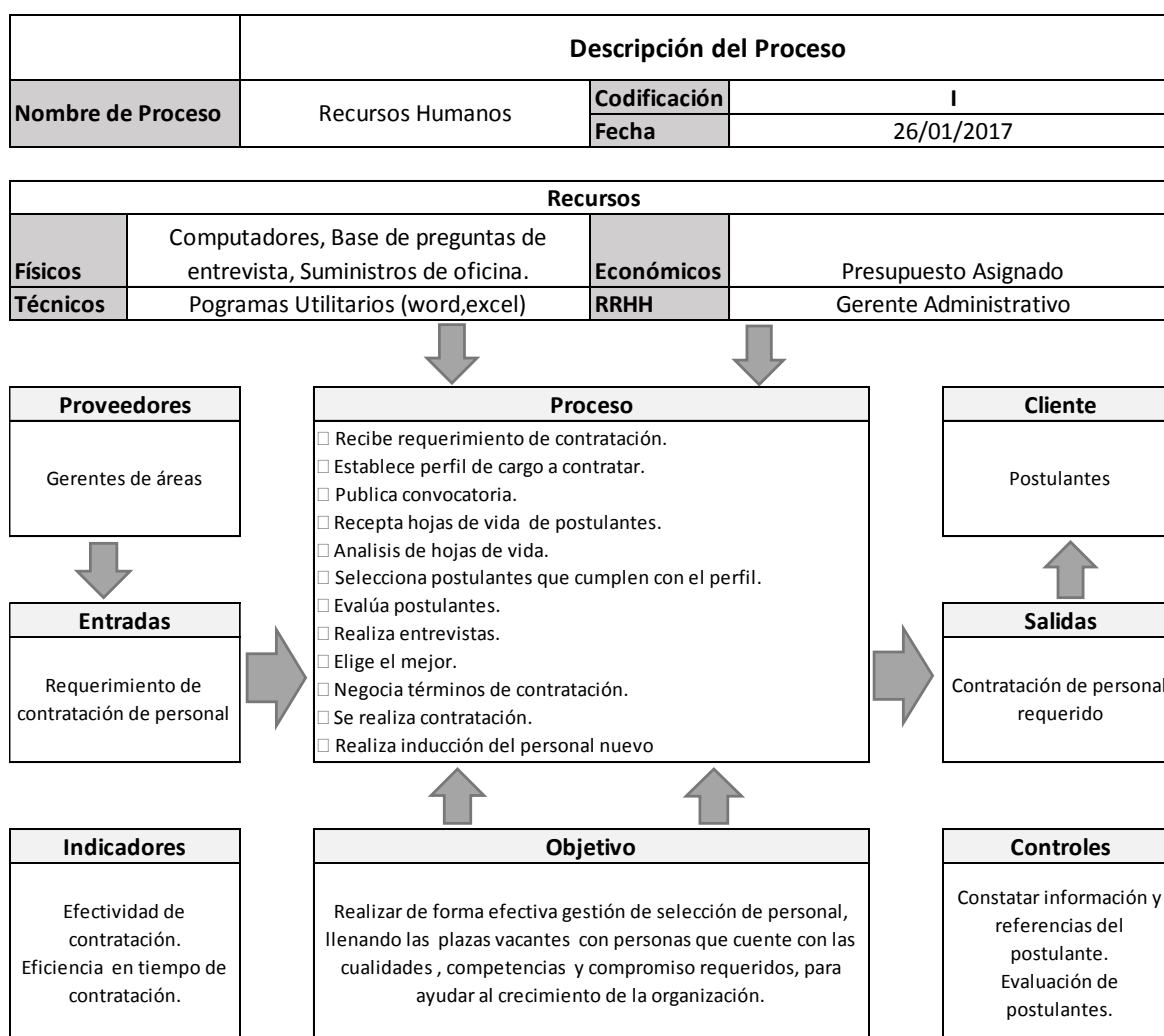 Descripción del Proceso
Nombre de Proceso
Recursos Humanos
Codificación
I
Fecha
26/01/2017
Recursos
Físicos
Computadores, Base de preguntas de
entrevista, Suministros de oficina.
Económicos
Presupuesto Asignado
Técnicos
Pogramas Utilitarios (word,excel)
RRHH
Gerente Administrativo
Proveedores
Gerentes de áreas
Entradas
Requerimiento de
contratación de personal
Proceso
□ Recibe requerimiento de contratación.
□ Establece perfil de cargo a contratar.
□ Publica convocatoria.
□ Recepta hojas de vida de postulantes.
□ Analisis de hojas de vida.
□ Selecciona postulantes que cumplen con el perfil.
□ Evalúa postulantes.
□ Realiza entrevistas.
□ Elige el mejor.
□ Negocia términos de contratación.
□ Se realiza contratación.
□ Realiza inducción del personal nuevo
Cliente
Postulantes
Salidas
Contratación de personal
requerido
Indicadores
Efectividad de
contratación.
Eficiencia en tiempo de
contratación.
Objetivo
Realizar de forma efectiva gestión de selección de personal,
llenando las plazas vacantes con personas que cuente con las
cualidades , competencias y compromiso requeridos, para
ayudar al crecimiento de la organización.
Controles
Constatar información y
referencias del
postulante.
Evaluación de
postulantes.